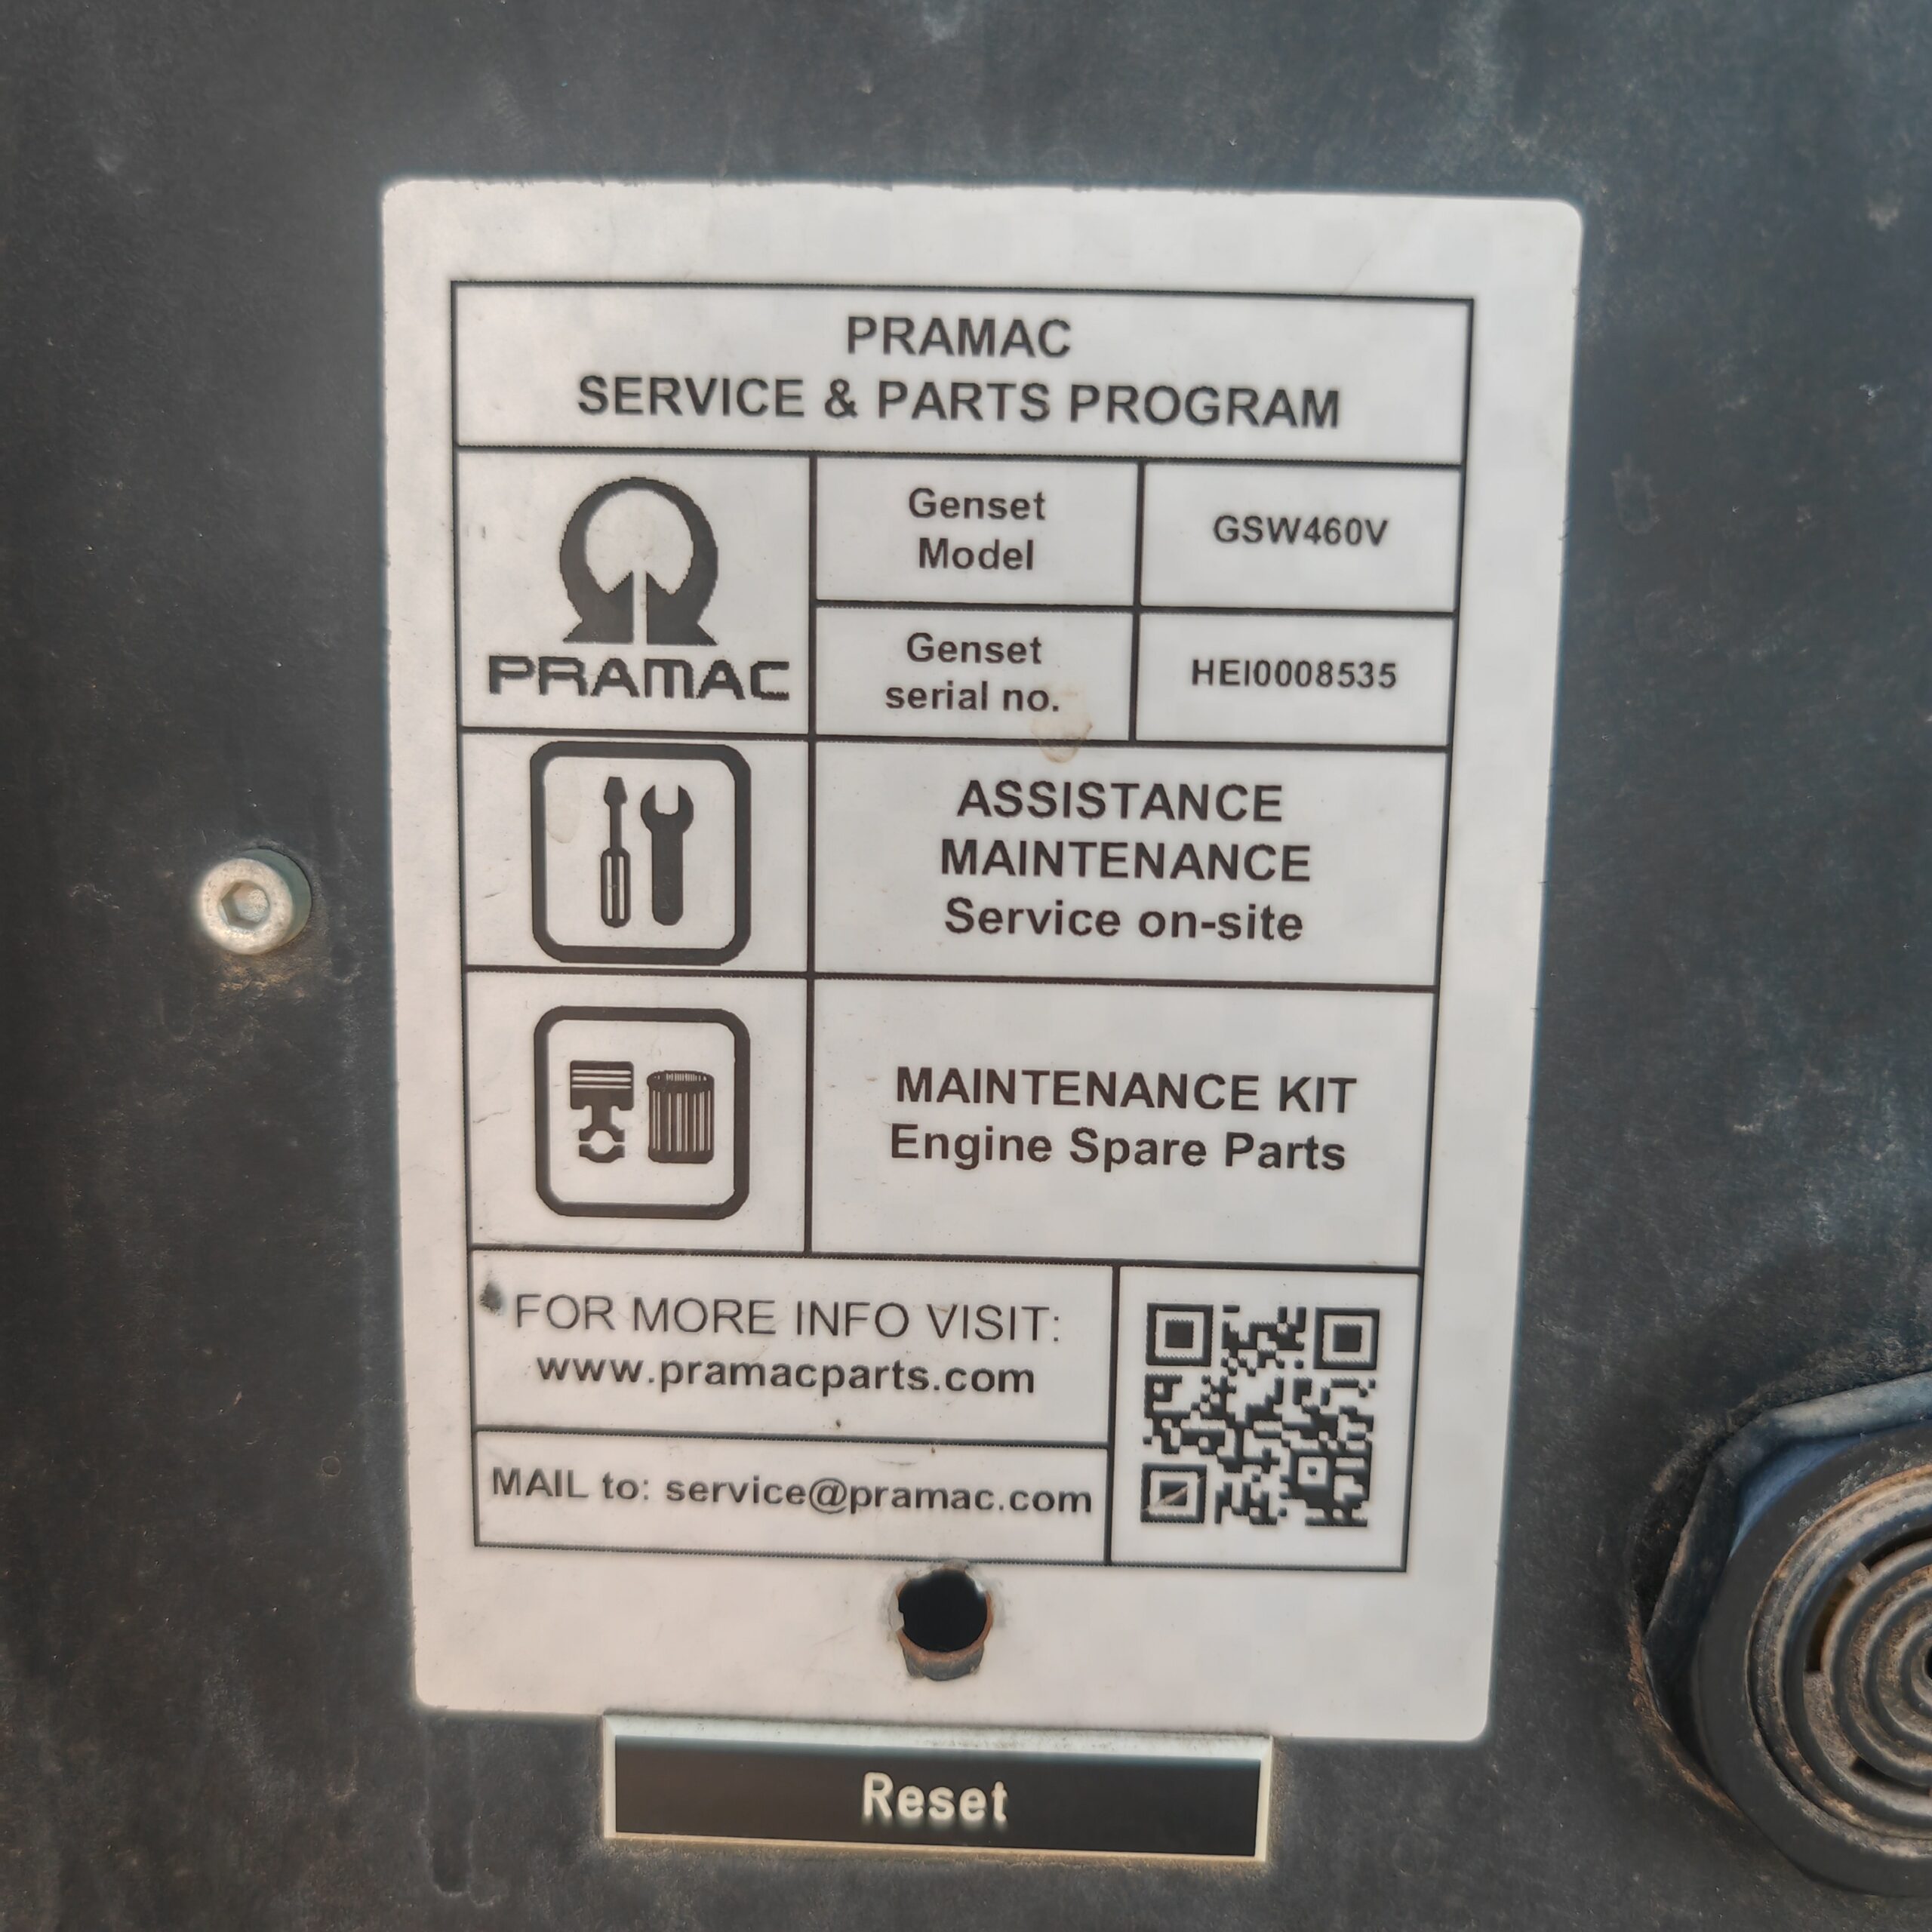 PRAMAC
SERVICE & PARTS PROGRAM
PRAMAC
Genset
Model
GSW460V
Genset
serial no.
HEI0008535
ASSISTANCE
MAINTENANCE
Service on-site
MAINTENANCE KIT
Engine Spare Parts
FOR MORE INFO VISIT:
www.pramacparts.com
MAIL to: service@pramac.com
Reset